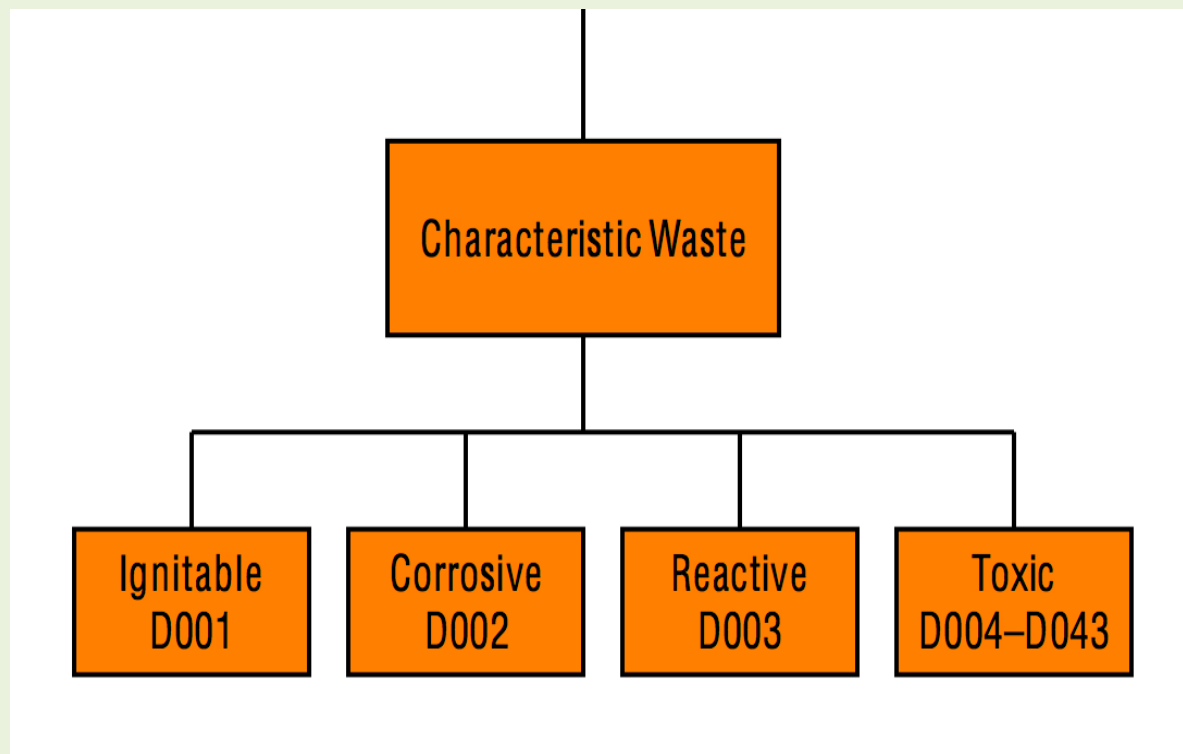 Characteristic Waste
Ignitable
D001
Corrosive
D002
Reactive
D003
Toxic
D004–D043